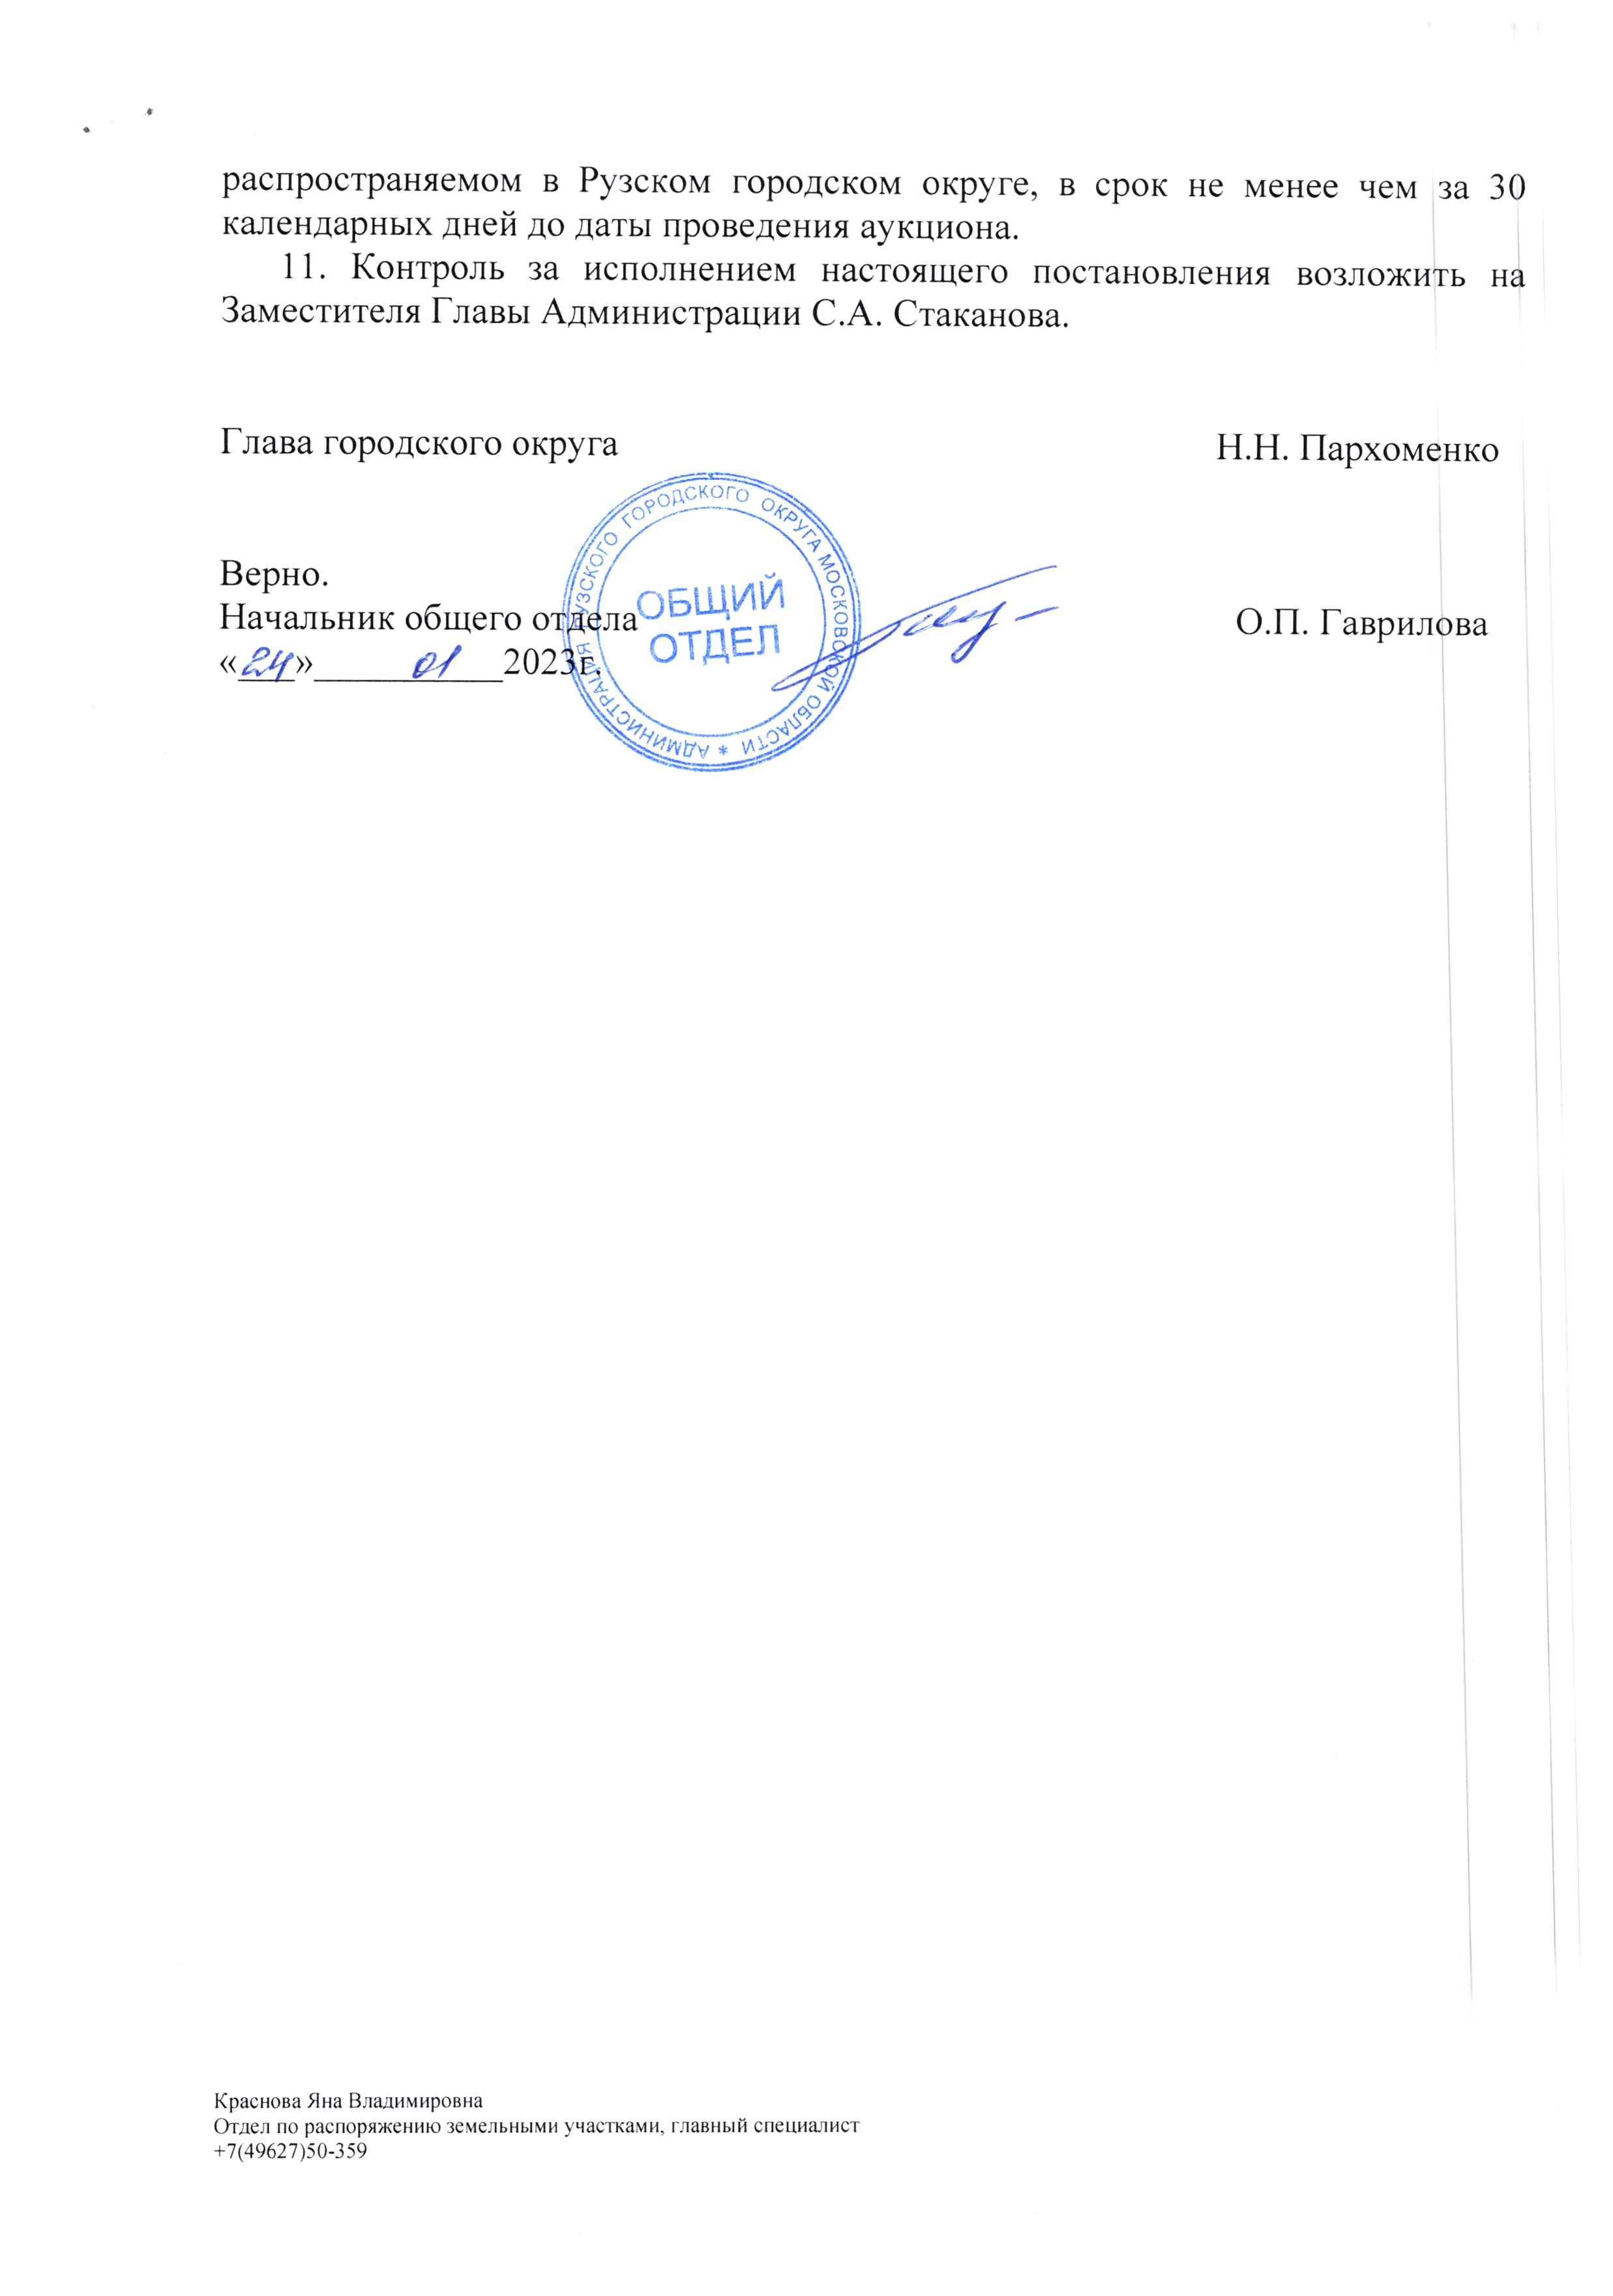 распространяемом в Рузском городском округе, в срок не менее чем за 30
календарных дней до даты проведения аукциона.
11. Контроль за исполнением настоящего постановления возложить на
Заместителя Главы Администрации С.А. Стаканова.
Глава городского округа Н.Н. Пархоменко
Верно.
Начальник общего отдела О.П. Гаврилова
«24» 01 2023г.
АДМИНИСТРАЦИЯ РУЗСКОГО ГОРОДСКОГО ОКРУГА МОСКОВСКОЙ ОБЛАСТИ *
ОБЩИЙ
ОТДЕЛ
Краснова Яна Владимировна
Отдел по распоряжению земельными участками, главный специалист
+7(49627)50-359